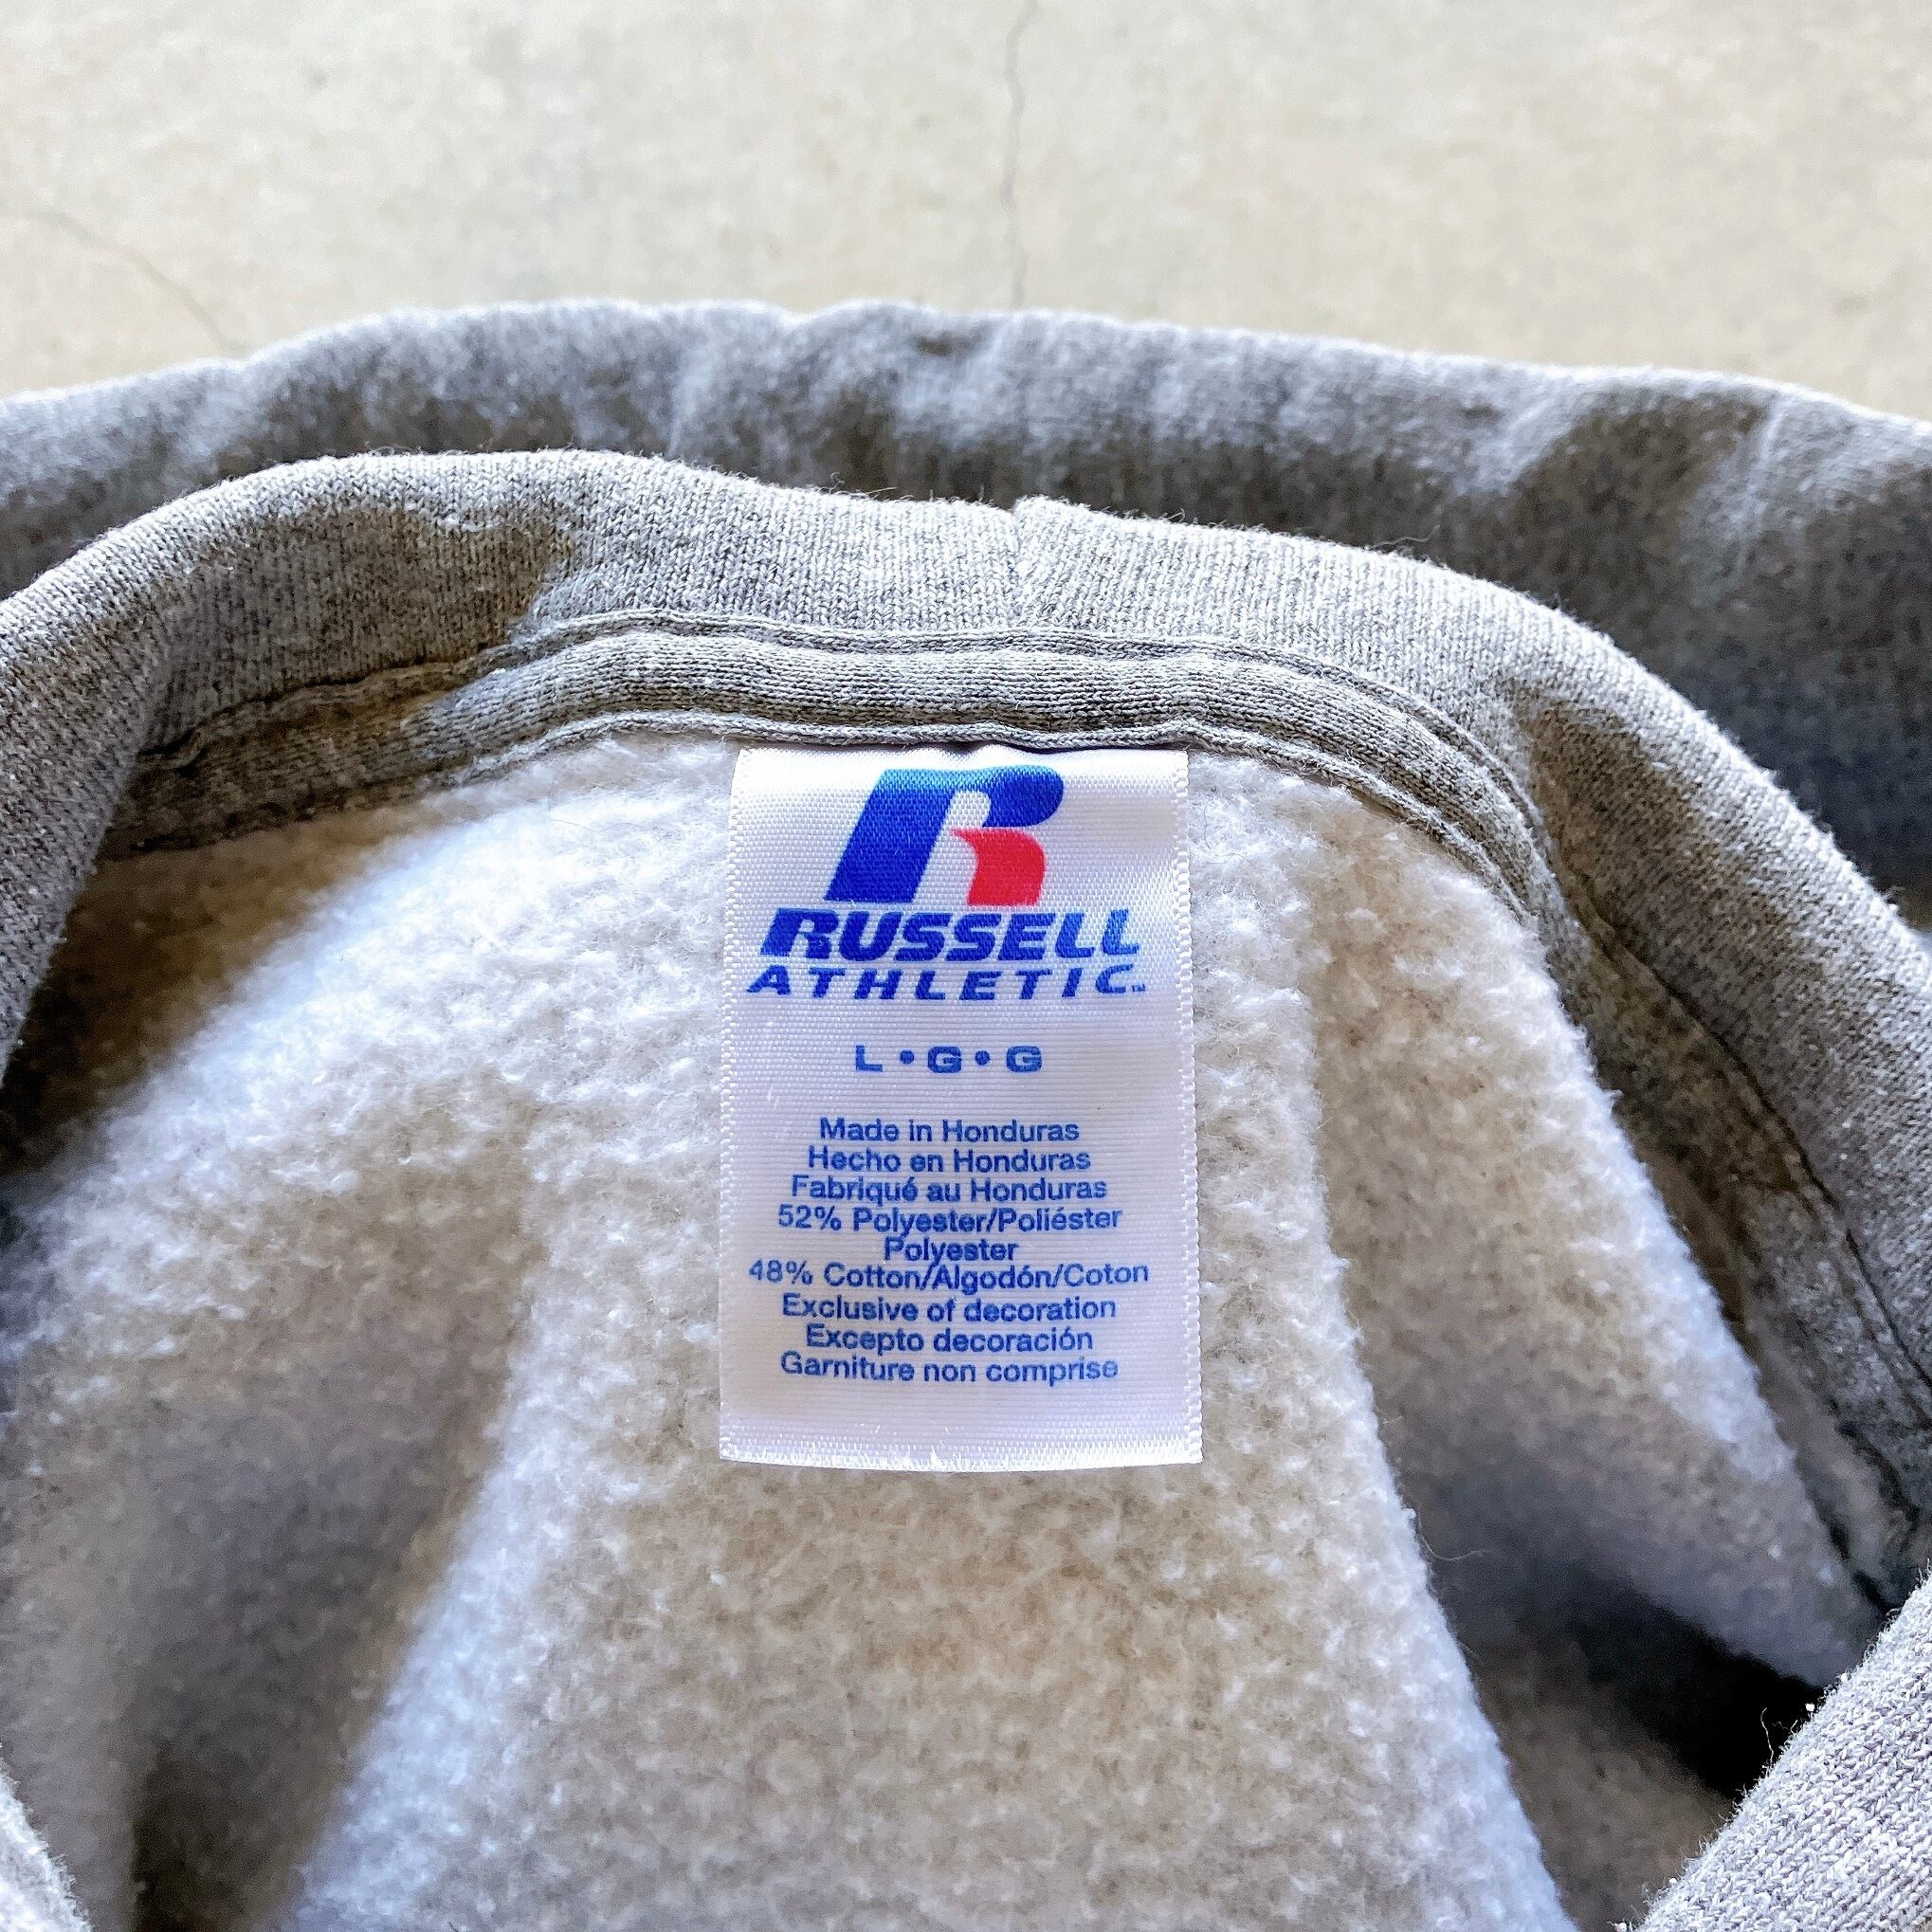 R
RUSSELL
ATHLETIC™
L•G•G
Made in Honduras
Hecho en Honduras
Fabriqué au Honduras
52% Polyester/Poliéster
Polyester
48% Cotton/Algodón/Coton
Exclusive of decoration
Excepto decoración
Garniture non comprise